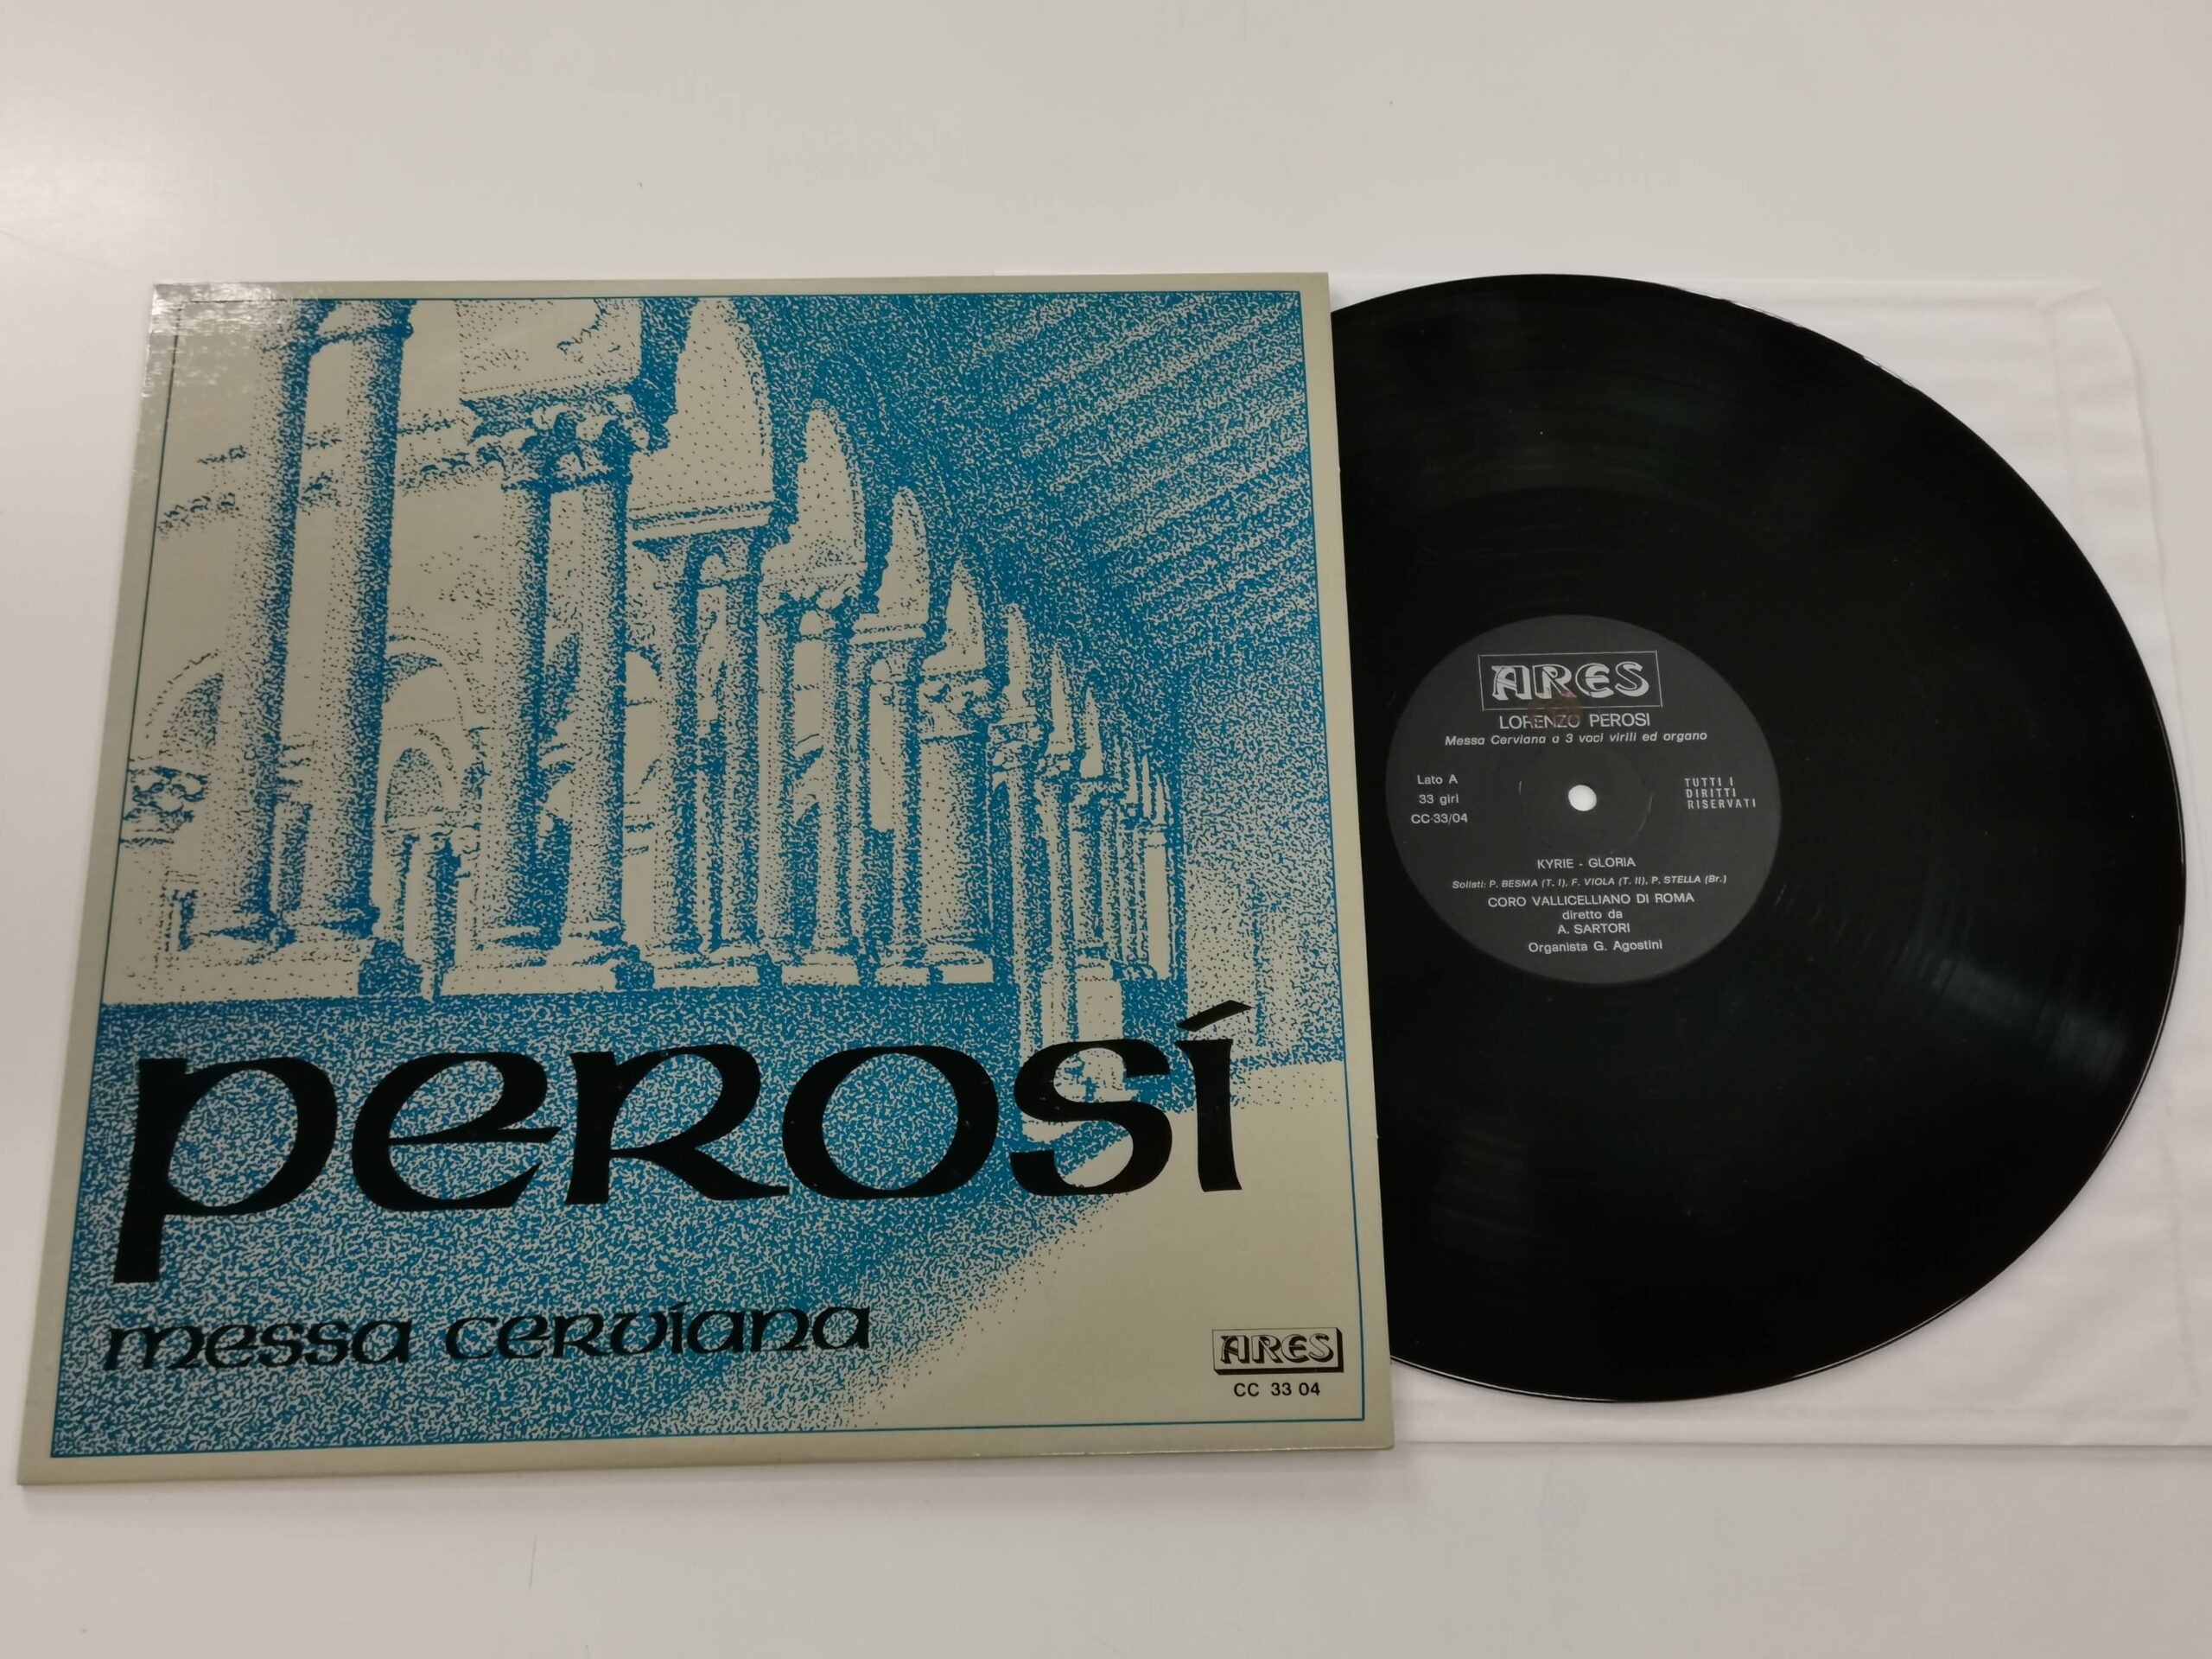 perosí
messa cervíana
ARES
CC 33 04
ARES
LORENZO PEROSI
Messa Cerviana a 3 voci virili ed organo
Lato A
33 giri
CC-33/04
TUTTI I
DIRITTI
RISERVATI
KYRIE - GLORIA
Solisti: P. BESMA (T. I), F. VIOLA (T. II), P. STELLA (Br.)
CORO VALLICELLIANO DI ROMA
diretto da
A. SARTORI
Organista G. Agostini